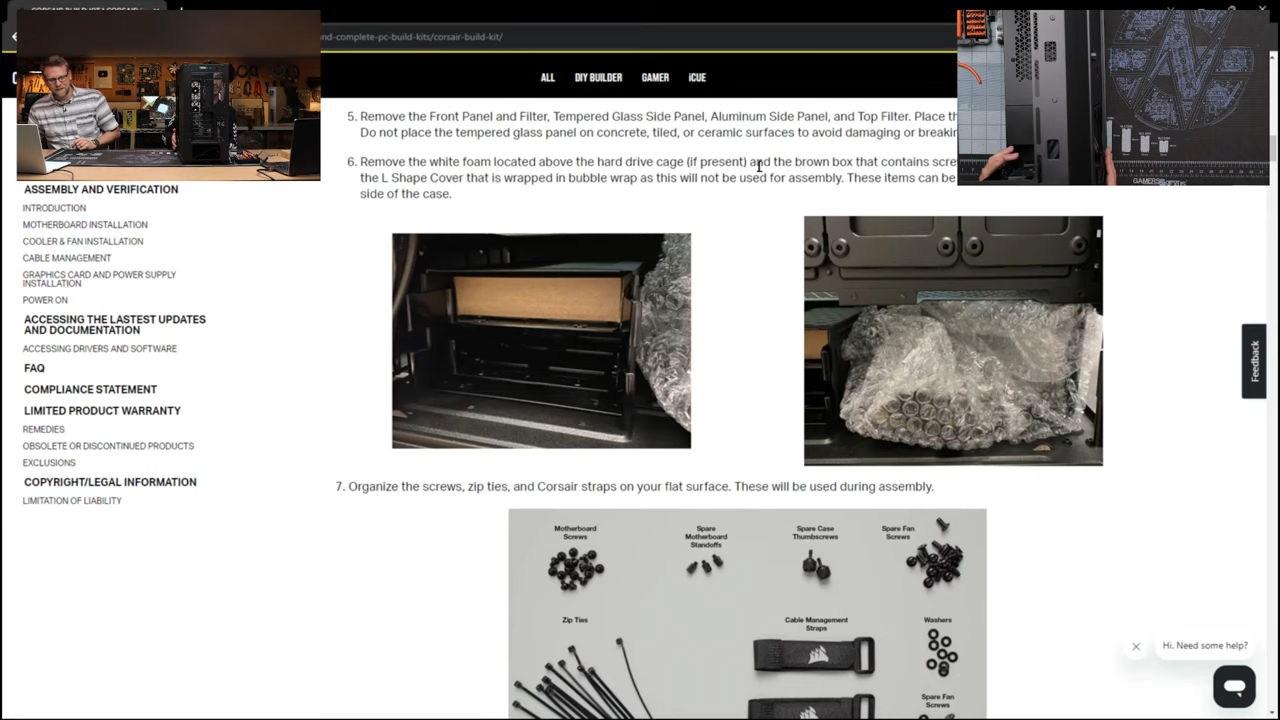 nd-complete-pc-build-kits/corsair-build-kit/
ALL
DIY BUILDER
GAMER
iCUE
5. Remove the Front Panel and Filter, Tempered Glass Side Panel, Aluminum Side Panel, and Top Filter. Place th
Do not place the tempered glass panel on concrete, tiled, or ceramic surfaces to avoid damaging or breakin
6. Remove the white foam located above the hard drive cage (if present) and the brown box that contains scre
the L Shape Cover that is wrapped in bubble wrap as this will not be used for assembly. These items can be
side of the case.
ASSEMBLY AND VERIFICATION
INTRODUCTION
MOTHERBOARD INSTALLATION
COOLER & FAN INSTALLATION
CABLE MANAGEMENT
GRAPHICS CARD AND POWER SUPPLY
INSTALLATION
POWER ON
ACCESSING THE LASTEST UPDATES
AND DOCUMENTATION
ACCESSING DRIVERS AND SOFTWARE
FAQ
COMPLIANCE STATEMENT
LIMITED PRODUCT WARRANTY
REMEDIES
OBSOLETE OR DISCONTINUED PRODUCTS
EXCLUSIONS
COPYRIGHT/LEGAL INFORMATION
LIMITATION OF LIABILITY
Feedback
7. Organize the screws, zip ties, and Corsair straps on your flat surface. These will be used during assembly.
Motherboard
Screws
Spare
Motherboard
Standoffs
Spare Case
Thumbscrews
Spare Fan
Screws
Zip Ties
Cable Management
Straps
Washers
Spare Fan
Screws
Hi. Need some help?